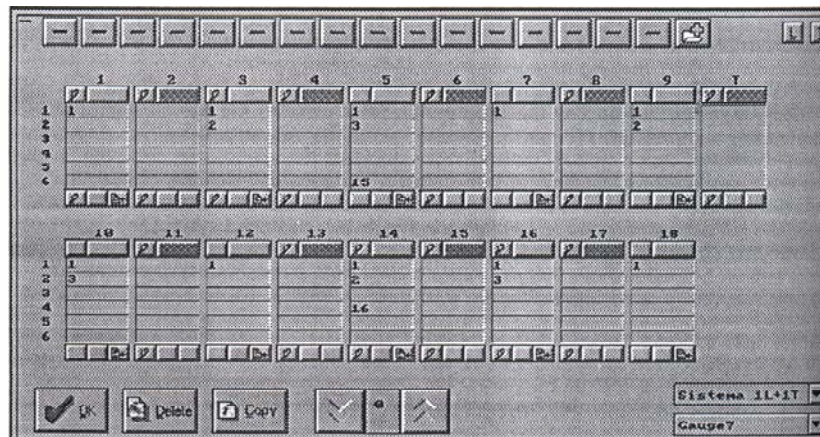 1 2 3 4 5 6 7 8 9 T
1 1 1 1 1 1
2 2 3 2
3
4
5
6 15
10 11 12 13 14 15 16 17 18
1 1 1 1 1 1
2 3 2 3
3
4 16
5
6
OK Delete Copy
Sistema 1L+1T
Gauge7